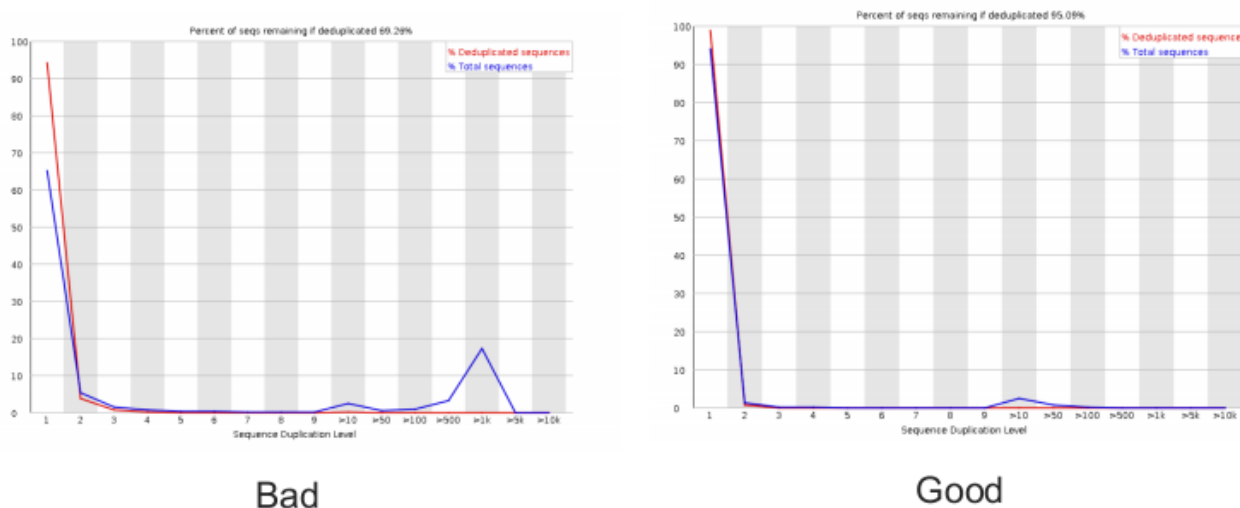 Percent of seqs remaining if deduplicated 69.26%
% Deduplicated sequences
% Total sequences
100
90
80
70
60
50
40
30
20
10
0
1 2 3 4 5 6 7 8 9 >10 >50 >100 >500 >1k >5k >10k
Sequence Duplication Level
Bad
Percent of seqs remaining if deduplicated 95.09%
% Deduplicated sequence
% Total sequences
100
90
80
70
60
50
40
30
20
10
0
1 2 3 4 5 6 7 8 9 >10 >50 >100 >500 >1k >5k >10k
Sequence Duplication Level
Good